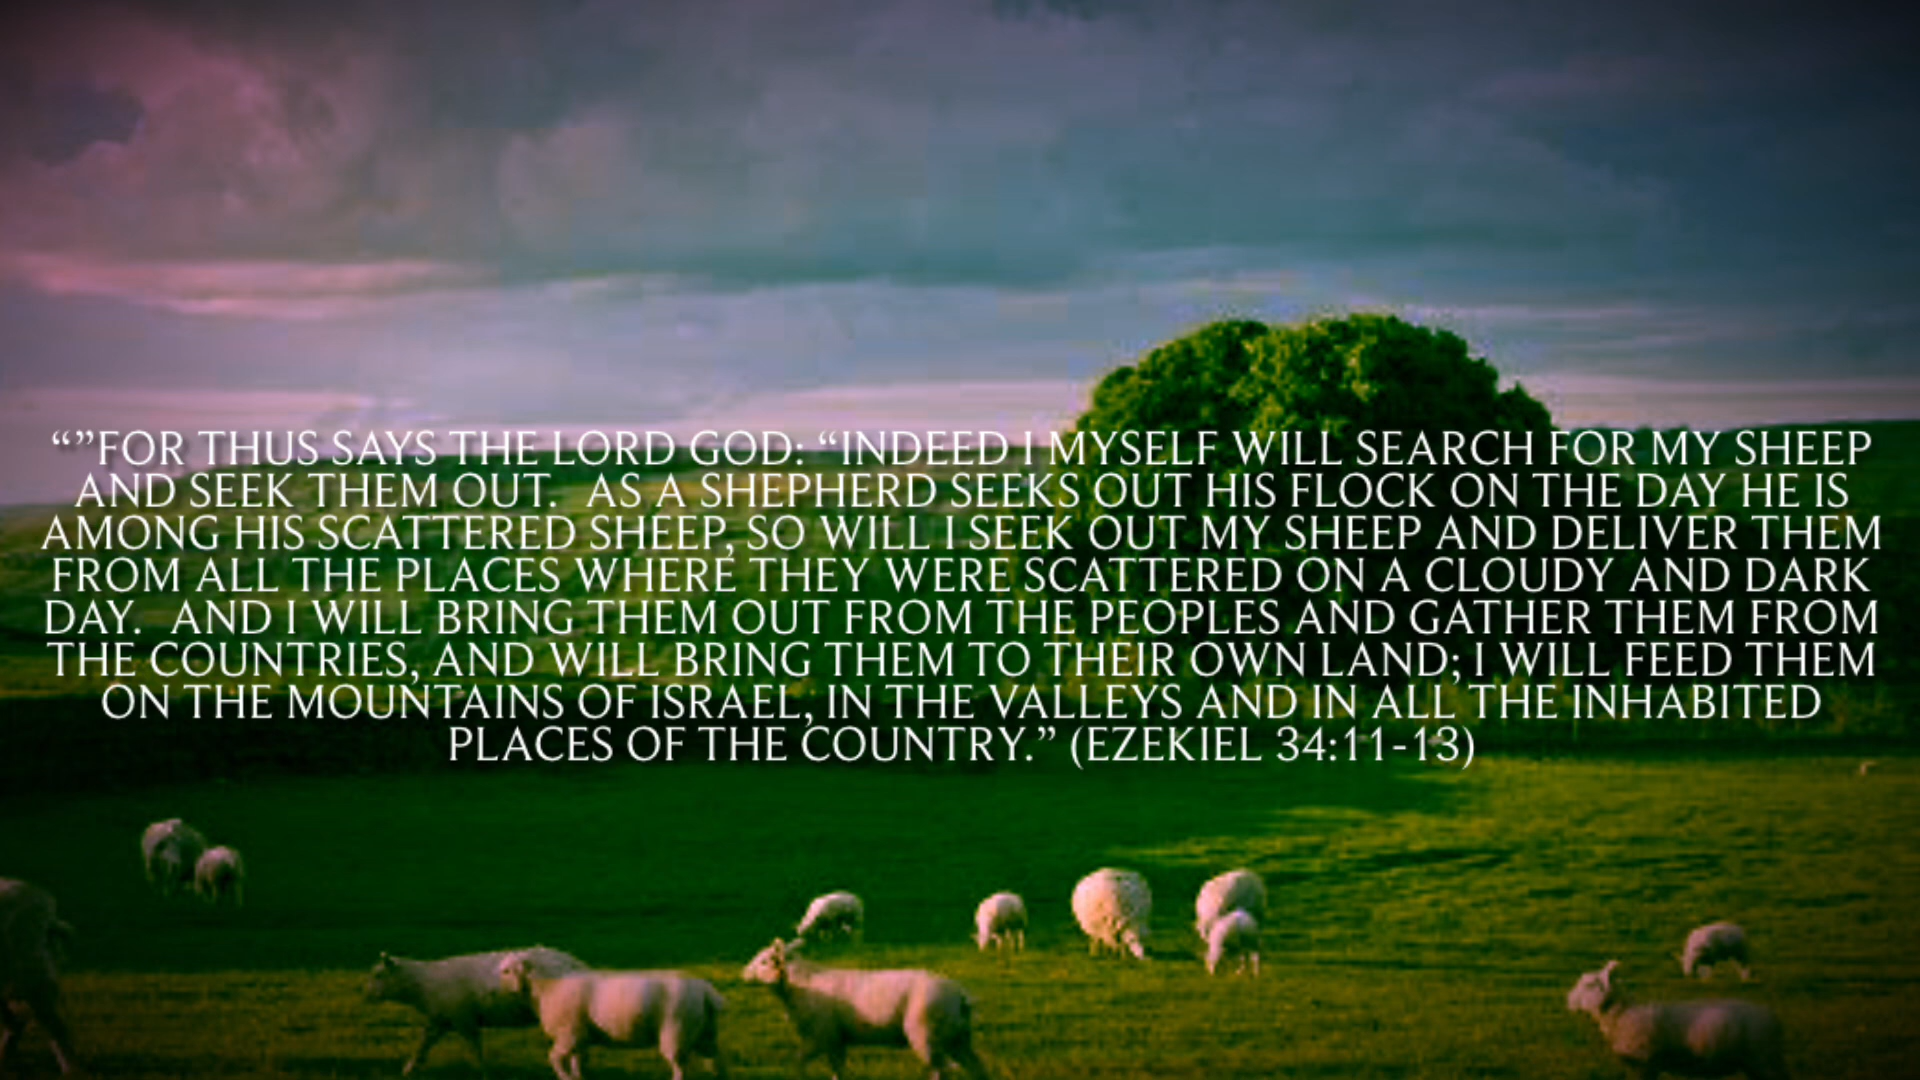 “”FOR THUS SAYS THE LORD GOD: “INDEED I MYSELF WILL SEARCH FOR MY SHEEP
AND SEEK THEM OUT.  AS A SHEPHERD SEEKS OUT HIS FLOCK ON THE DAY HE IS
AMONG HIS SCATTERED SHEEP, SO WILL I SEEK OUT MY SHEEP AND DELIVER THEM
FROM ALL THE PLACES WHERE THEY WERE SCATTERED ON A CLOUDY AND DARK
DAY.  AND I WILL BRING THEM OUT FROM THE PEOPLES AND GATHER THEM FROM
THE COUNTRIES, AND WILL BRING THEM TO THEIR OWN LAND; I WILL FEED THEM
ON THE MOUNTAINS OF ISRAEL, IN THE VALLEYS AND IN ALL THE INHABITED
PLACES OF THE COUNTRY.” (EZEKIEL 34:11-13)